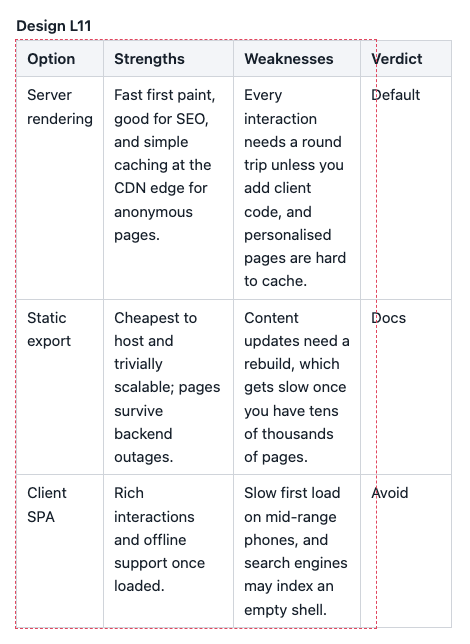 Design L11
Option Strengths Weaknesses Verdict
Server Fast first paint, Every Default
rendering good for SEO, interaction
and simple needs a round
caching at the trip unless you
CDN edge for add client
anonymous code, and
pages. personalised
pages are hard
to cache.
Static Cheapest to Content Docs
export host and updates need a
trivially rebuild, which
scalable; pages gets slow once
survive you have tens
backend of thousands
outages. of pages.
Client Rich Slow first load Avoid
SPA interactions on mid-range
and offline phones, and
support once search engines
loaded. may index an
empty shell.